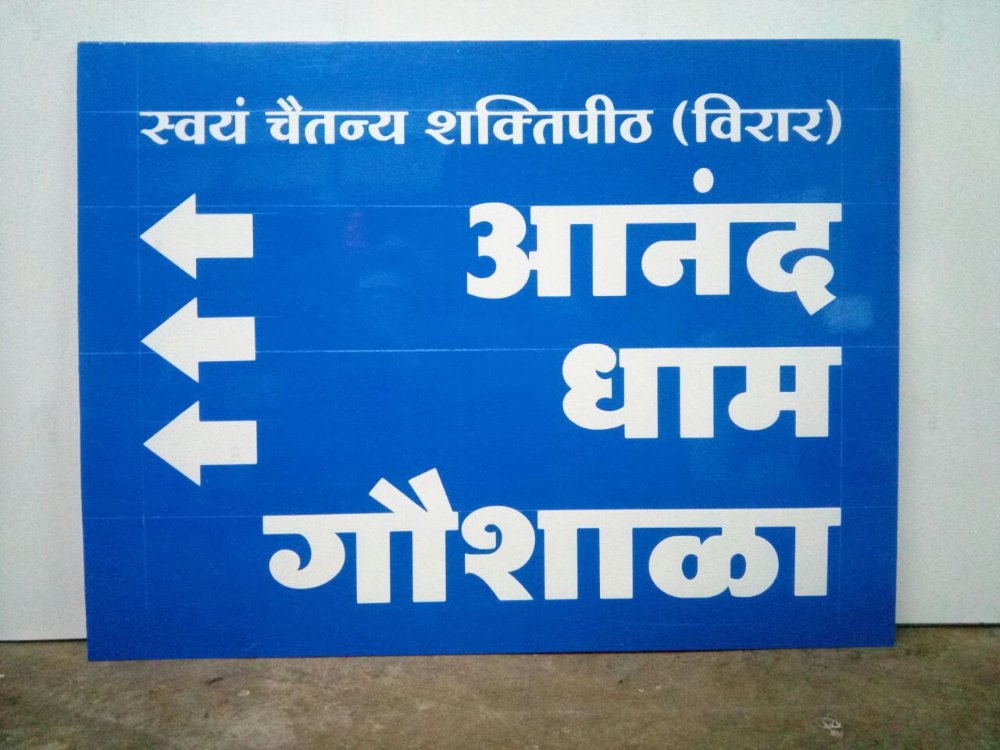 स्वयं चैतन्य शक्तिपीठ (विरार)
आनंद
धाम
गौशाळा